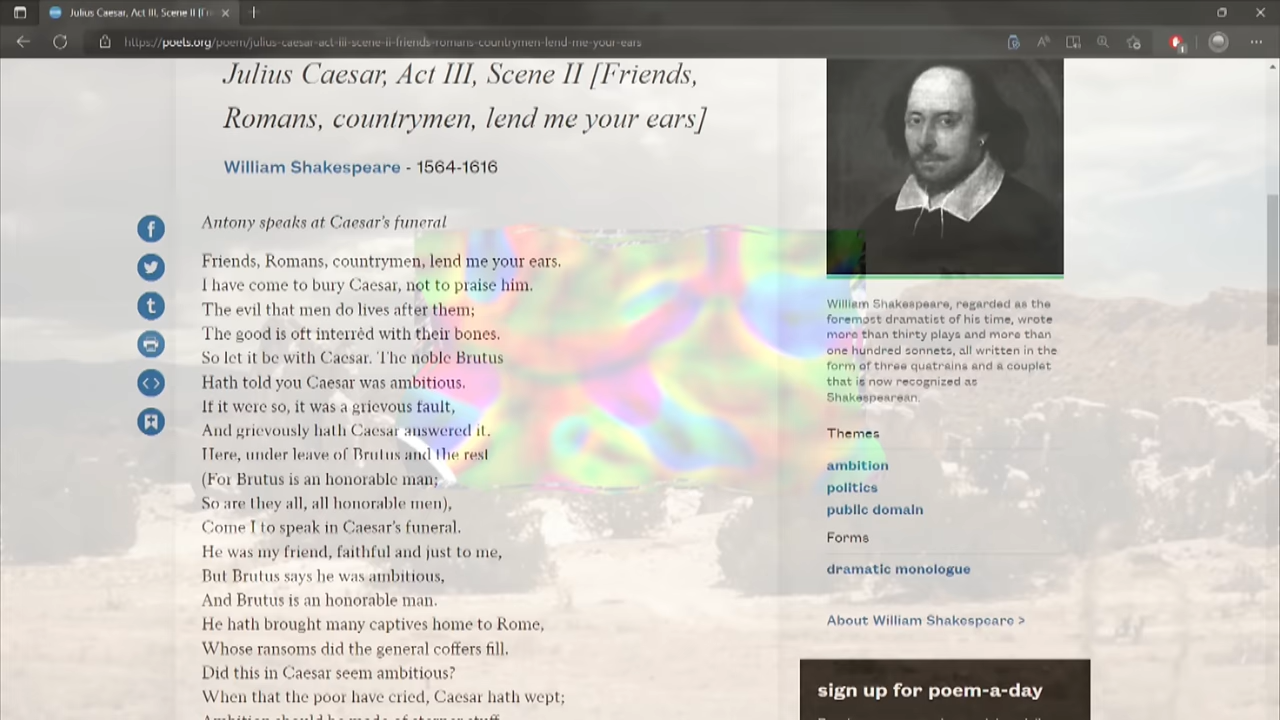 Julius Caesar, Act III, Scene II [Fri
https://poets.org/poem/julius-caesar-act-iii-scene-ii-friends-romans-countrymen-lend-me-your-ears
Julius Caesar, Act III, Scene II [Friends,
Romans, countrymen, lend me your ears]
William Shakespeare - 1564-1616
Antony speaks at Caesar's funeral
Friends, Romans, countrymen, lend me your ears.
I have come to bury Caesar, not to praise him.
The evil that men do lives after them;
The good is oft interrèd with their bones.
So let it be with Caesar. The noble Brutus
Hath told you Caesar was ambitious.
If it were so, it was a grievous fault,
And grievously hath Caesar answered it.
Here, under leave of Brutus and the rest
(For Brutus is an honorable man;
So are they all, all honorable men),
Come I to speak in Caesar's funeral.
He was my friend, faithful and just to me,
But Brutus says he was ambitious,
And Brutus is an honorable man.
He hath brought many captives home to Rome,
Whose ransoms did the general coffers fill.
Did this in Caesar seem ambitious?
When that the poor have cried, Caesar hath wept;
Ambition should be made of sterner stuff.
William Shakespeare, regarded as the
foremost dramatist of his time, wrote
more than thirty plays and more than
one hundred sonnets, all written in the
form of three quatrains and a couplet
that is now recognized as
Shakespearean.
Themes
ambition
politics
public domain
Forms
dramatic monologue
About William Shakespeare >
sign up for poem-a-day